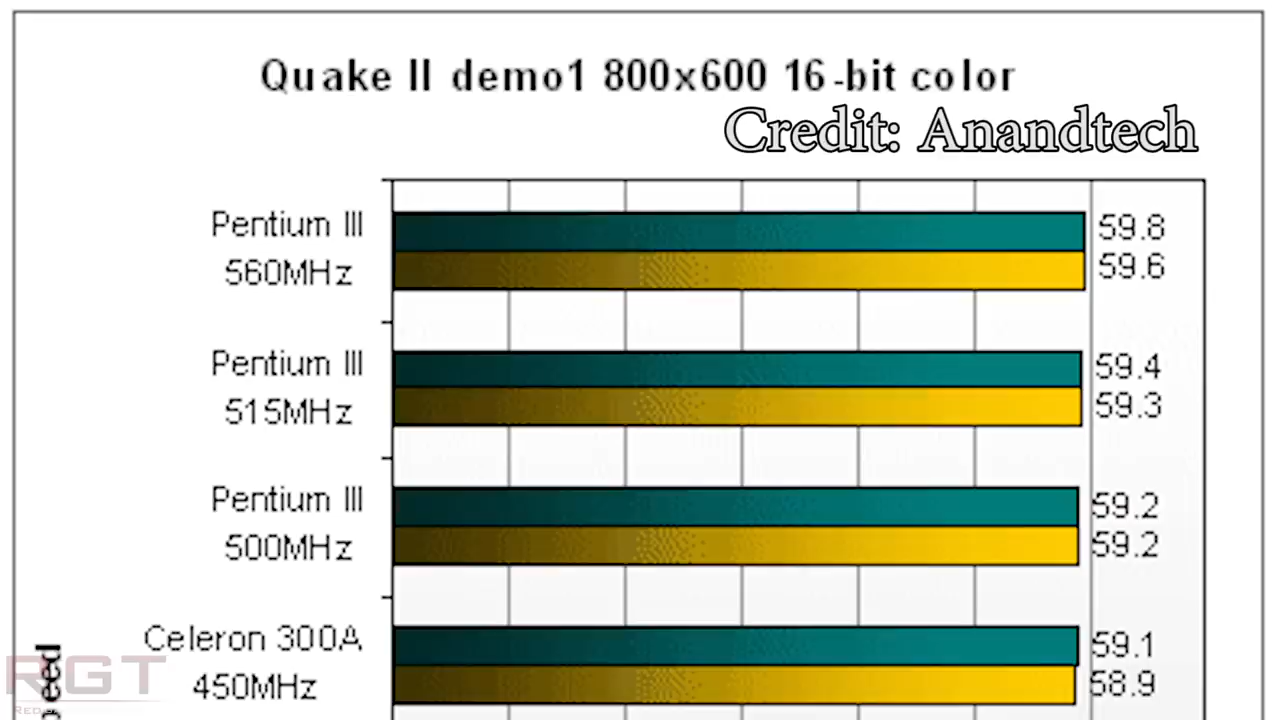 Quake II demo1 800x600 16-bit color
Credit: Anandtech
Pentium III
560MHz
59.8
59.6
Pentium III
515MHz
59.4
59.3
Pentium III
500MHz
59.2
59.2
Celeron 300A
450MHz
59.1
58.9
RGT